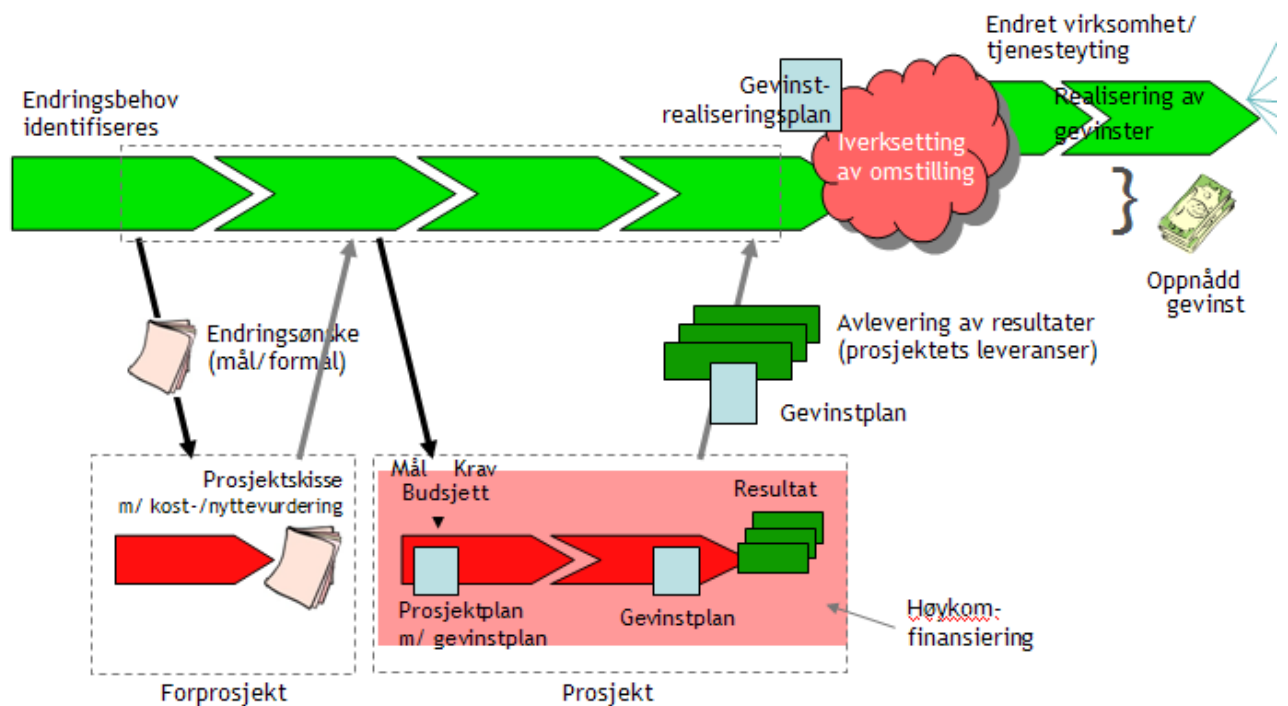 Endret virksomhet/
tjenesteyting
Endringsbehov
identifiseres
Gevinst-
realiseringsplan
Iverksetting
av omstilling
Realisering av
gevinster
Oppnådd
gevinst
Endringsønske
(mål/formål)
Avlevering av resultater
(prosjektets leveranser)
Gevinstplan
Prosjektskisse
m/ kost-/nyttevurdering
Mål Krav
Budsjett
Resultat
Prosjektplan
m/ gevinstplan
Gevinstplan
Høykom-
finansiering
Forprosjekt
Prosjekt